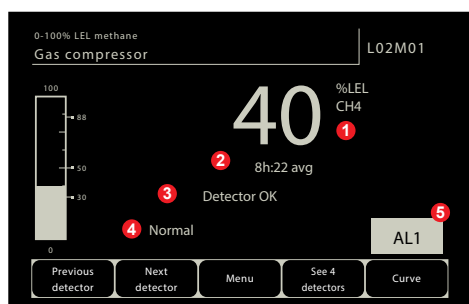 0-100% LEL methane
Gas compressor
L02M01
100
88
50
30
0
40
%LEL
CH4
1
2
8h:22 avg
3
Detector OK
4
Normal
5
AL1
Previous
detector
Next
detector
Menu
See 4
detectors
Curve